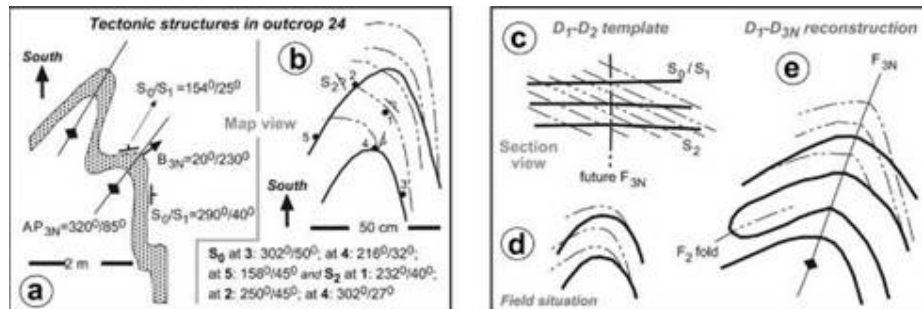 Tectonic structures in outcrop 24
a
South
S0/S1 =154⁰/25⁰
B3N=20⁰/230⁰
S0/S1=290⁰/40⁰
AP3N=320⁰/85⁰
2 m
Map view
b
S2
2
1
5
4
3
South
50 cm
S0 at 3: 302⁰/50⁰; at 4: 216⁰/32⁰;
at 5: 158⁰/45⁰ and S2 at 1: 232⁰/40⁰;
at 2: 250⁰/45⁰; at 4: 302⁰/27⁰
c
D1-D2 template
S0/S1
S2
Section
view
future F3N
d
Field situation
D1-D3N reconstruction
e
F3N
F2 fold